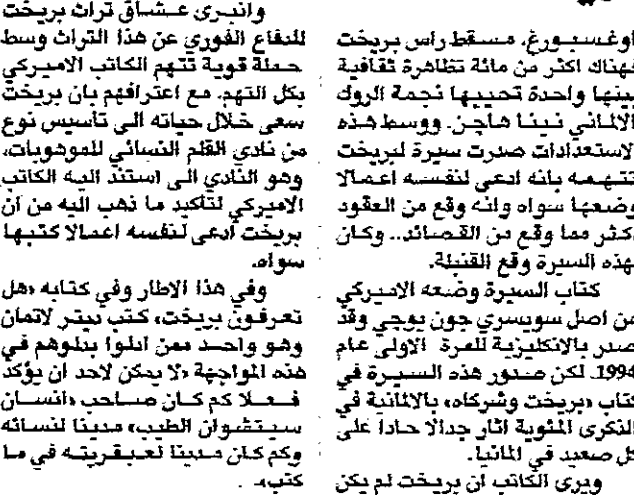 اوغسبورغ، مسقط راس بريخت
فهناك اكثر من مائة تظاهرة ثقافية
بينها واحدة تحييها نجمة الروك
الالماني نينا هاجن. ووسط هذه
الاستعدادات صدرت سيرة لبريخت
تتهمه بانه ادعى لنفسه اعمالا
وضعها سواه وانه وقع من العقود
اكثر مما وقع من القصائد.. وكان
لهذه السيرة وقع القنبلة.
كتاب السيرة وضعه الاميركي
من اصل سويسري جون يوجي وقد
صدر بالانكليزية للمرة الاولى عام
1994. لكن صدور هذه السيرة في
كتاب «بريخت وشركاه» بالالمانية في
الذكرى المئوية اثار جدالا حادا على
كل صعيد في المانيا.
ويرى الكاتب ان بريخت لم يكن
وانبرى عشاق تراث بريخت
للدفاع الفوري عن هذا التراث وسط
حملة قوية تتهم الكاتب الاميركي
بكل التهم. مع اعترافهم بان بريخت
سعى خلال حياته الى تاسيس نوع
من نادي القلم النسائي للموهوبات،
وهو النادي الى استند اليه الكاتب
الاميركي لتأكيد ما ذهب اليه من ان
بريخت ادعى لنفسه اعمالا كتبها
سواه.
وفي هذا الاطار وفي كتابه «هل
تعرفون بريخت» كتب بيتر لاتمان
وهو واحد ممن ادلوا بدلوهم في
هذه المواجهة «لا يمكن لاحد ان يؤكد
فعلا كم كان صاحب «انسان
سيتشوان الطيب» مدينا لنسائه
وكم كان مدينا لعبقريته في ما
كتب».